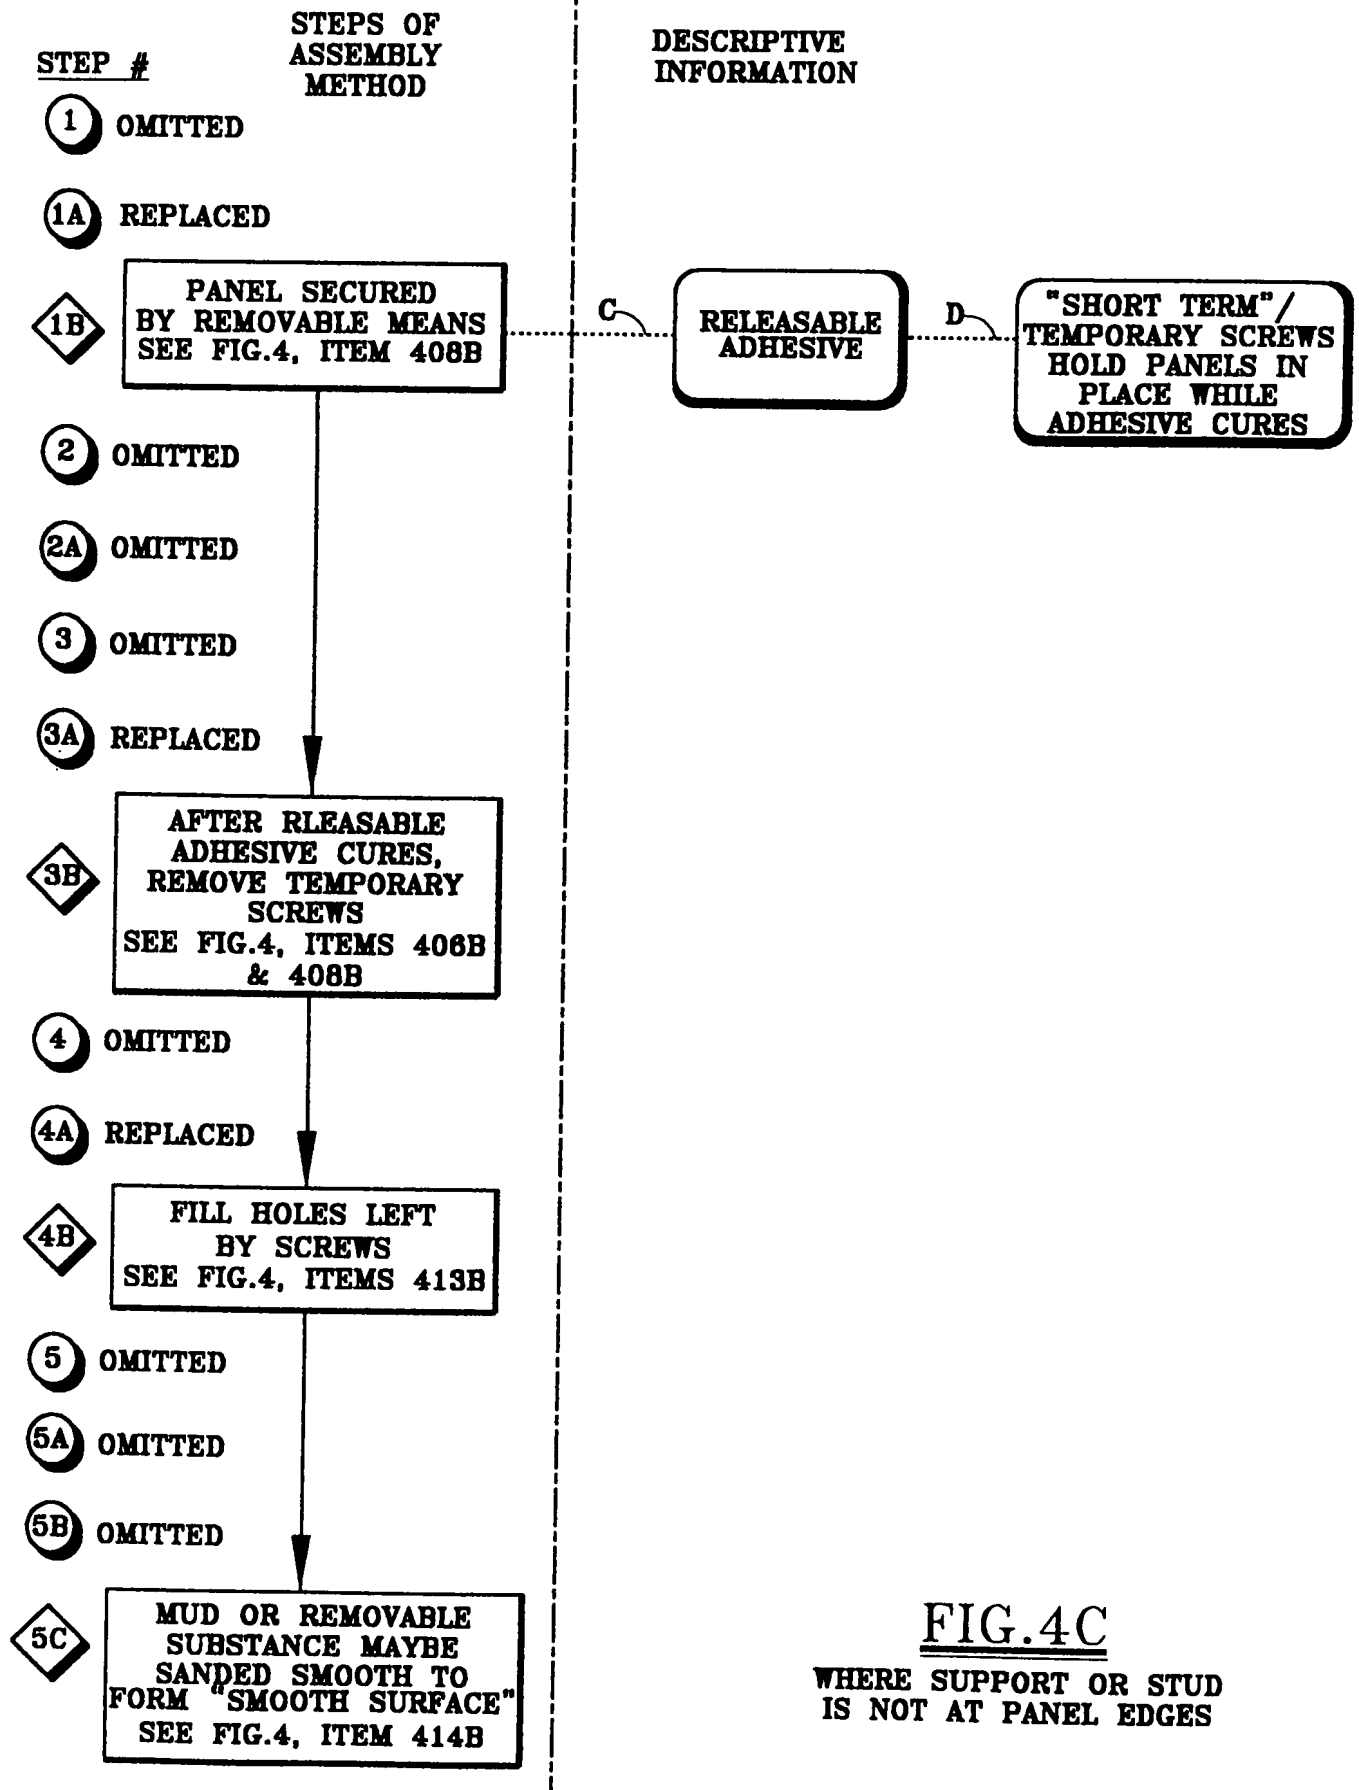 STEP #
STEPS OF
ASSEMBLY
METHOD
DESCRIPTIVE
INFORMATION
1 OMITTED
1A REPLACED
1B
PANEL SECURED
BY REMOVABLE MEANS
SEE FIG.4, ITEM 408B
C
RELEASABLE
ADHESIVE
D
"SHORT TERM"/
TEMPORARY SCREWS
HOLD PANELS IN
PLACE WHILE
ADHESIVE CURES
2 OMITTED
2A OMITTED
3 OMITTED
3A REPLACED
3B
AFTER RLEASABLE
ADHESIVE CURES,
REMOVE TEMPORARY
SCREWS
SEE FIG.4, ITEMS 406B
& 408B
4 OMITTED
4A REPLACED
4B
FILL HOLES LEFT
BY SCREWS
SEE FIG.4, ITEMS 413B
5 OMITTED
5A OMITTED
5B OMITTED
5C
MUD OR REMOVABLE
SUBSTANCE MAYBE
SANDED SMOOTH TO
FORM "SMOOTH SURFACE"
SEE FIG.4, ITEM 414B
FIG.4C
WHERE SUPPORT OR STUD
IS NOT AT PANEL EDGES